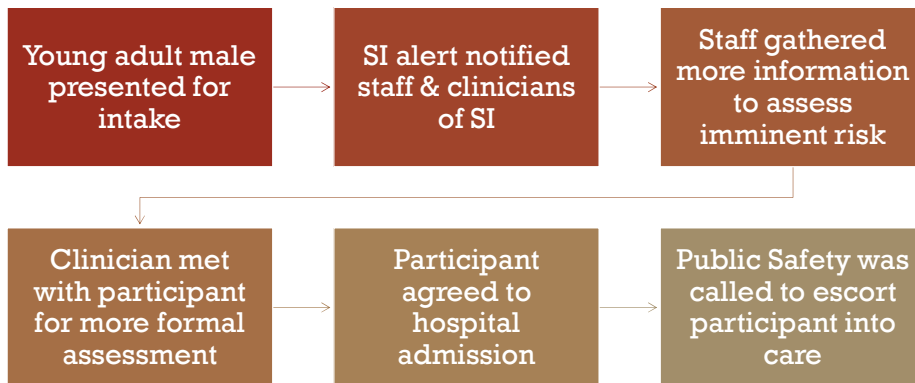 Young adult male
presented for
intake
SI alert notified
staff & clinicians
of SI
Staff gathered
more information
to assess
imminent risk
Clinician met
with participant
for more formal
assessment
Participant
agreed to
hospital
admission
Public Safety was
called to escort
participant into
care